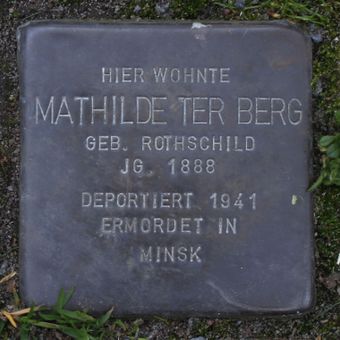 HIER WOHNTE
MATHILDE TER BERG
GEB. ROTHSCHILD
JG. 1888
DEPORTIERT 1941
ERMORDET IN
MINSK